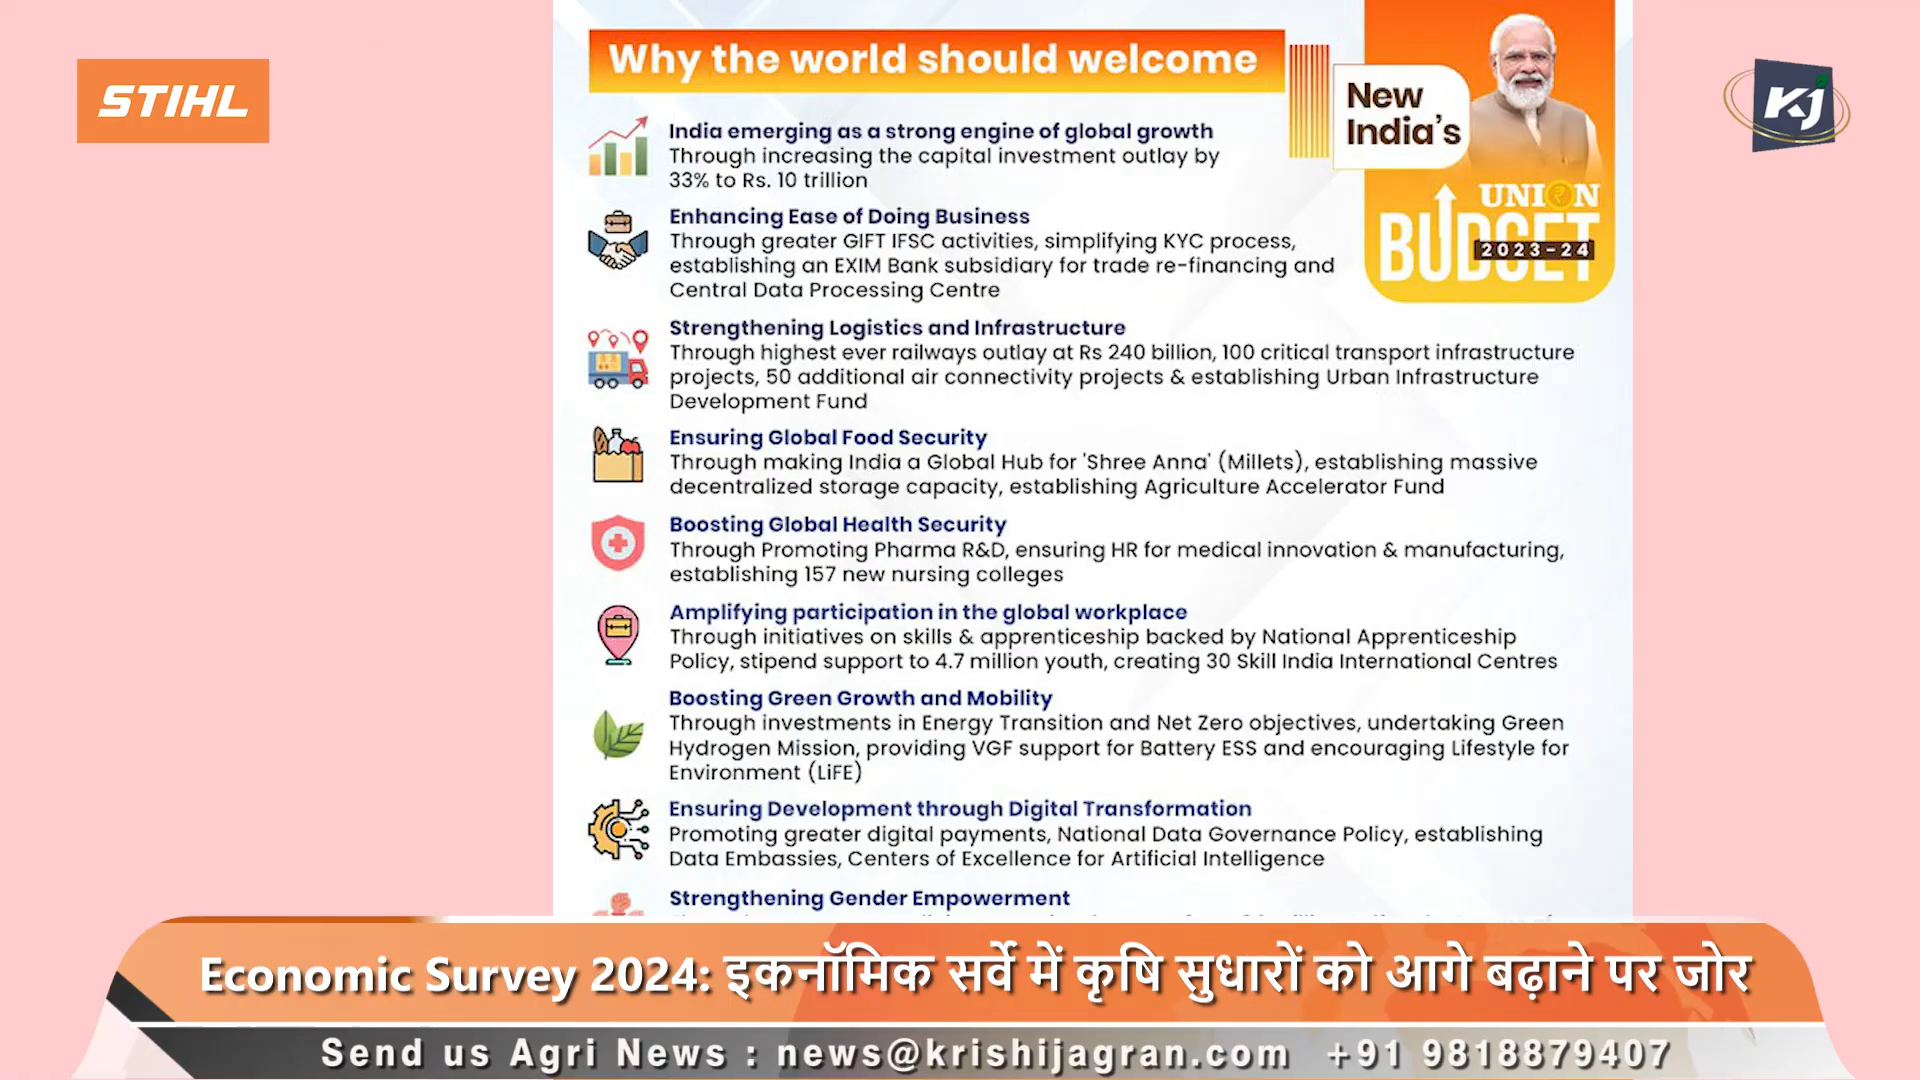 STIHL
KJ
Why the world should welcome
New
India's
UNION
BUDGET
2023-24
India emerging as a strong engine of global growth
Through increasing the capital investment outlay by
33% to Rs. 10 trillion
Enhancing Ease of Doing Business
Through greater GIFT IFSC activities, simplifying KYC process,
establishing an EXIM Bank subsidiary for trade re-financing and
Central Data Processing Centre
Strengthening Logistics and Infrastructure
Through highest ever railways outlay at Rs 240 billion, 100 critical transport infrastructure
projects, 50 additional air connectivity projects & establishing Urban Infrastructure
Development Fund
Ensuring Global Food Security
Through making India a Global Hub for 'Shree Anna' (Millets), establishing massive
decentralized storage capacity, establishing Agriculture Accelerator Fund
Boosting Global Health Security
Through Promoting Pharma R&D, ensuring HR for medical innovation & manufacturing,
establishing 157 new nursing colleges
Amplifying participation in the global workplace
Through initiatives on skills & apprenticeship backed by National Apprenticeship
Policy, stipend support to 4.7 million youth, creating 30 Skill India International Centres
Boosting Green Growth and Mobility
Through investments in Energy Transition and Net Zero objectives, undertaking Green
Hydrogen Mission, providing VGF support for Battery ESS and encouraging Lifestyle for
Environment (LiFE)
Ensuring Development through Digital Transformation
Promoting greater digital payments, National Data Governance Policy, establishing
Data Embassies, Centers of Excellence for Artificial Intelligence
Strengthening Gender Empowerment
Economic Survey 2024: इकनॉमिक सर्वे में कृषि सुधारों को आगे बढ़ाने पर जोर
Send us Agri News : news@krishijagran.com +91 9818879407